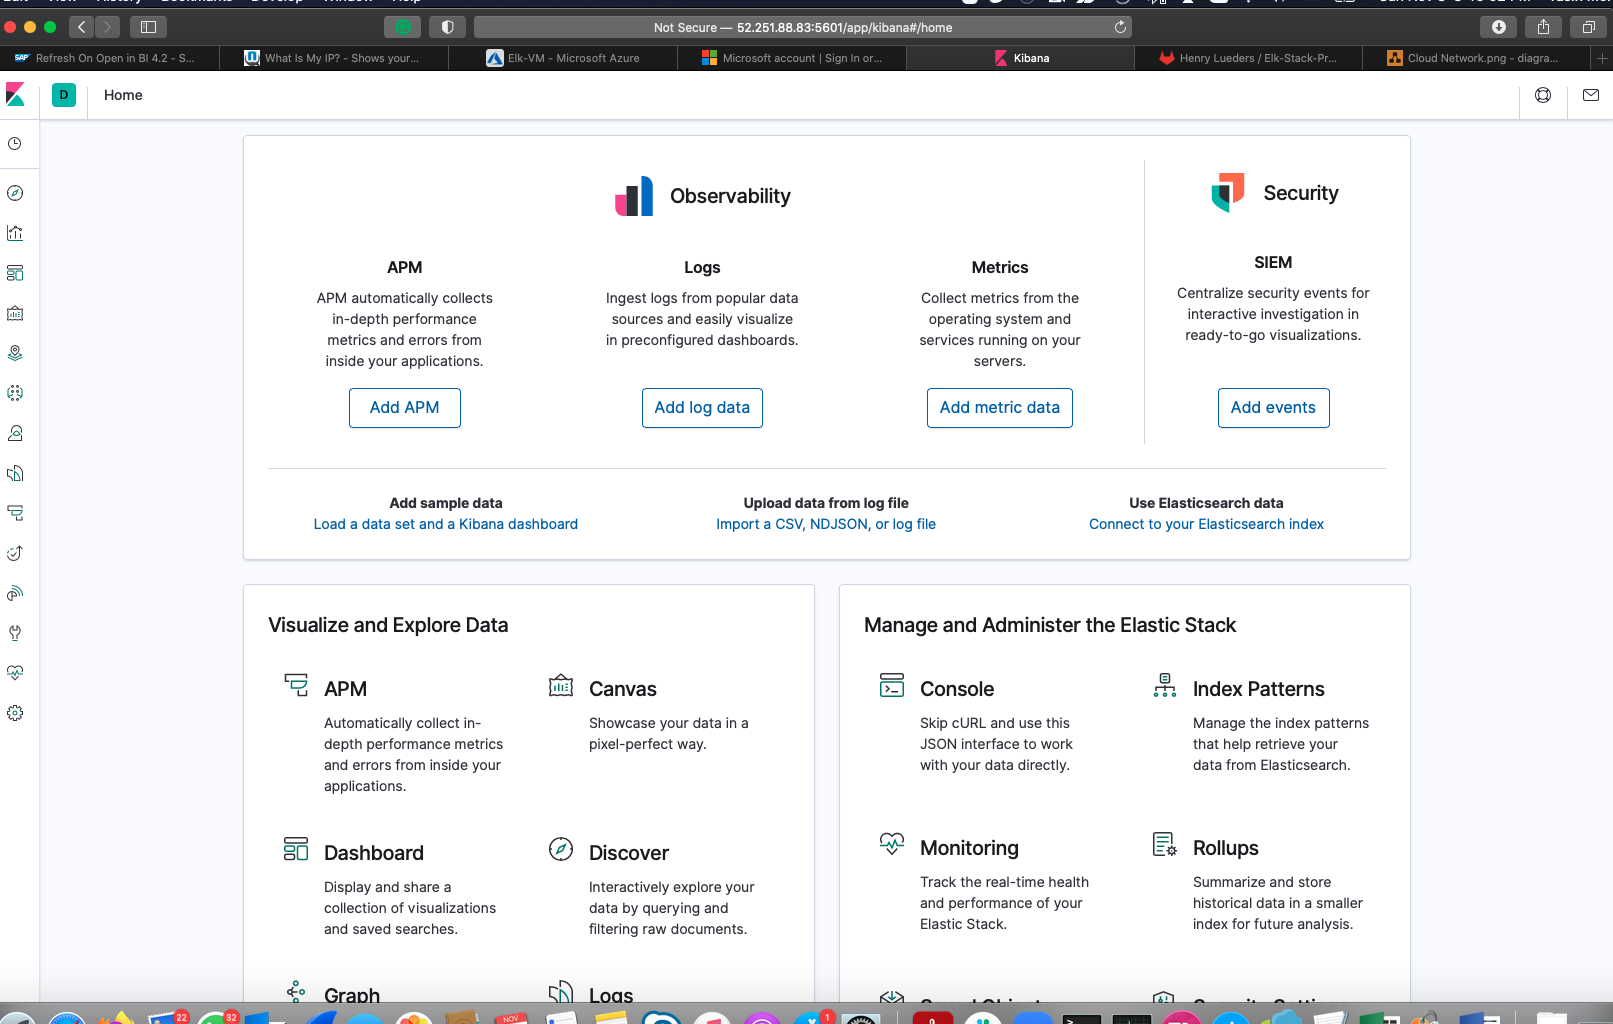 View
History
Bookmarks
Develop
Window
Help
Not Secure — 52.251.88.83:5601/app/kibana#/home
SAP Refresh On Open in BI 4.2 - S...
What Is My IP? - Shows your...
Elk-VM - Microsoft Azure
Microsoft account | Sign In or...
Kibana
Henry Lueders / Elk-Stack-Pr...
Cloud Network.png - diagra...
D
Home
Observability
Security
APM
APM automatically collects
in-depth performance
metrics and errors from
inside your applications.
Add APM
Logs
Ingest logs from popular data
sources and easily visualize
in preconfigured dashboards.
Add log data
Metrics
Collect metrics from the
operating system and
services running on your
servers.
Add metric data
SIEM
Centralize security events for
interactive investigation in
ready-to-go visualizations.
Add events
Add sample data
Load a data set and a Kibana dashboard
Upload data from log file
Import a CSV, NDJSON, or log file
Use Elasticsearch data
Connect to your Elasticsearch index
Visualize and Explore Data
APM
Automatically collect in-
depth performance metrics
and errors from inside your
applications.
Canvas
Showcase your data in a
pixel-perfect way.
Dashboard
Display and share a
collection of visualizations
and saved searches.
Discover
Interactively explore your
data by querying and
filtering raw documents.
Graph
Logs
Manage and Administer the Elastic Stack
Console
Skip cURL and use this
JSON interface to work
with your data directly.
Index Patterns
Manage the index patterns
that help retrieve your
data from Elasticsearch.
Monitoring
Track the real-time health
and performance of your
Elastic Stack.
Rollups
Summarize and store
historical data in a smaller
index for future analysis.
22
32
NOV
1